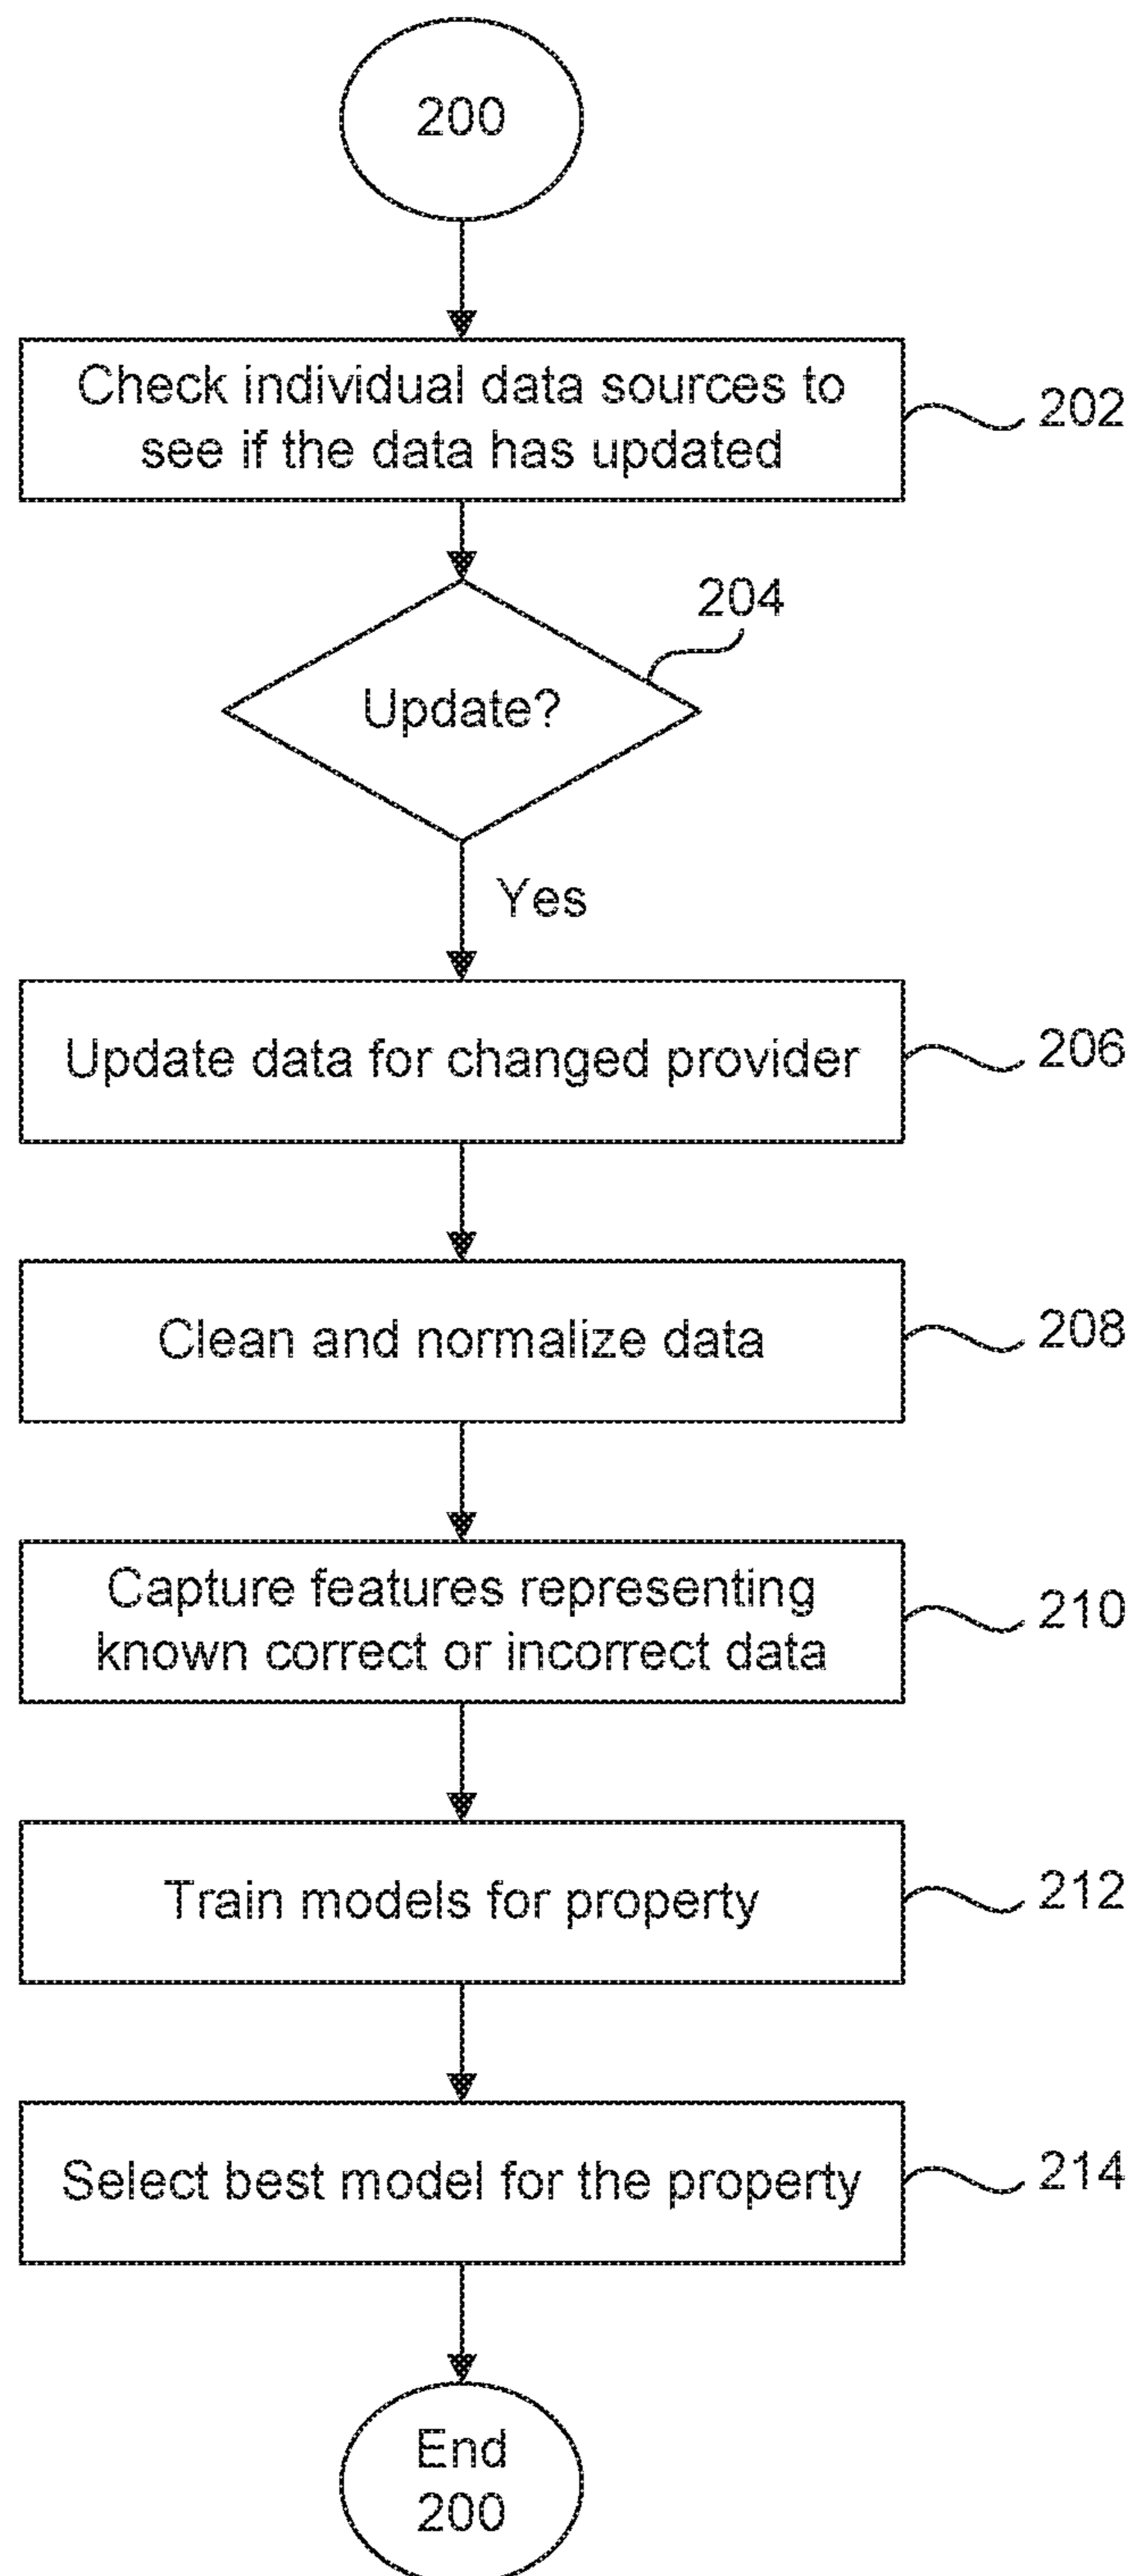 200
Check individual data sources to
see if the data has updated
202
204
Update?
Yes
Update data for changed provider
206
Clean and normalize data
208
Capture features representing
known correct or incorrect data
210
Train models for property
212
Select best model for the property
214
End
200